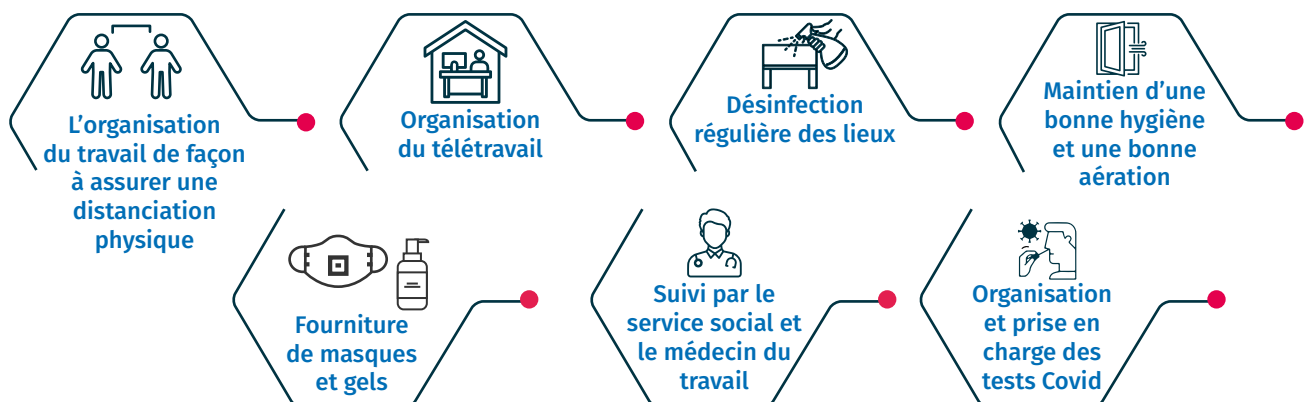 L’organisation
du travail de façon
à assurer une
distanciation
physique
Organisation
du télétravail
Désinfection
régulière des lieux
Maintien d’une
bonne hygiène
et une bonne
aération
Fourniture
de masques
et gels
Suivi par le
service social et
le médecin du
travail
Organisation
et prise en
charge des
tests Covid